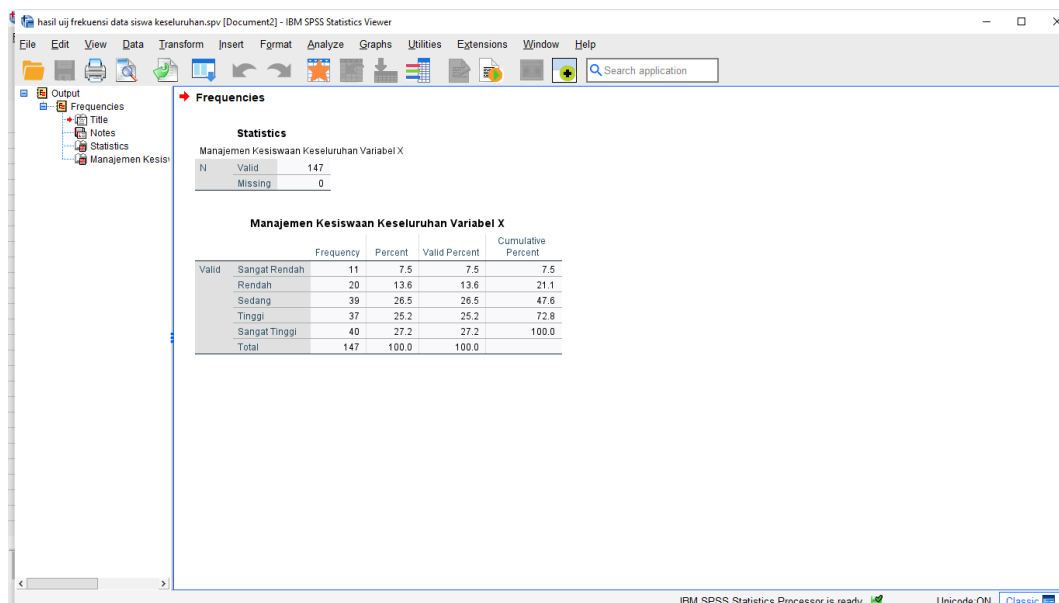 hasil uij frekuensi data siswa keseluruhan.spv [Document2] - IBM SPSS Statistics Viewer
File Edit View Data Transform Insert Format Analyze Graphs Utilities Extensions Window Help
Search application
Output
Frequencies
Title
Notes
Statistics
Manajemen Kesisw
Frequencies
Statistics
Manajemen Kesiswaan Keseluruhan Variabel X
N Valid 147
Missing 0
Manajemen Kesiswaan Keseluruhan Variabel X
Frequency Percent Valid Percent Cumulative Percent
Valid Sangat Rendah 11 7.5 7.5 7.5
Rendah 20 13.6 13.6 21.1
Sedang 39 26.5 26.5 47.6
Tinggi 37 25.2 25.2 72.8
Sangat Tinggi 40 27.2 27.2 100.0
Total 147 100.0 100.0
IBM SPSS Statistics Processor is ready Unicode:ON Classic